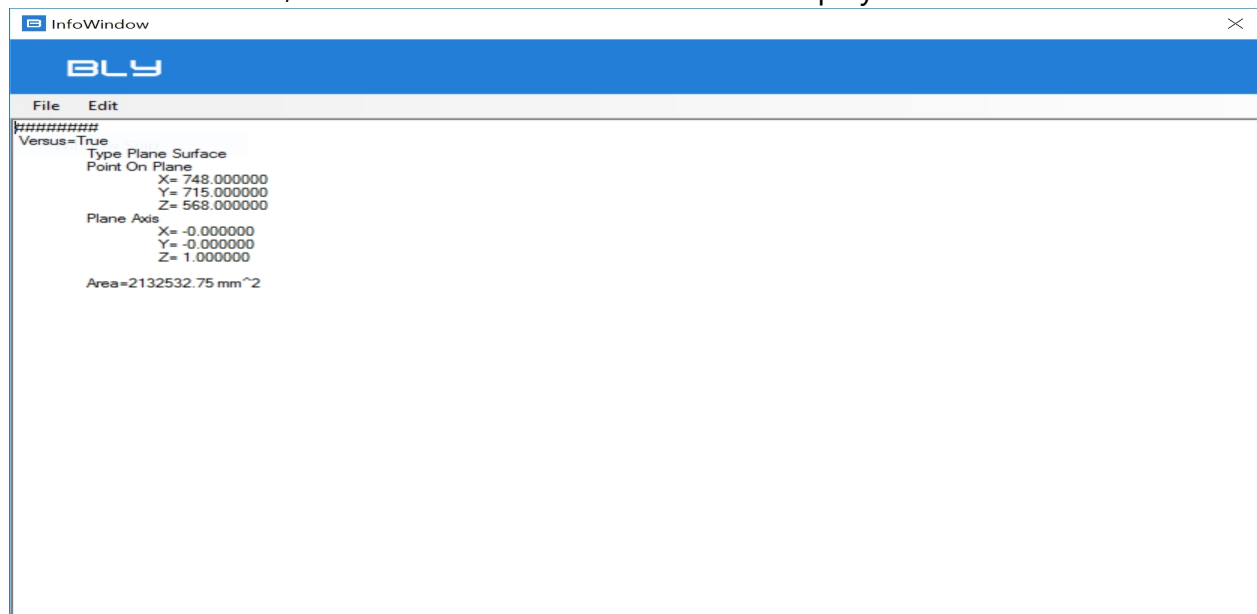 InfoWindow
BLY
File Edit
########
Versus=True
Type Plane Surface
Point On Plane
X= 748.000000
Y= 715.000000
Z= 568.000000
Plane Axis
X= -0.000000
Y= -0.000000
Z= 1.000000
Area=2132532.75 mm^2